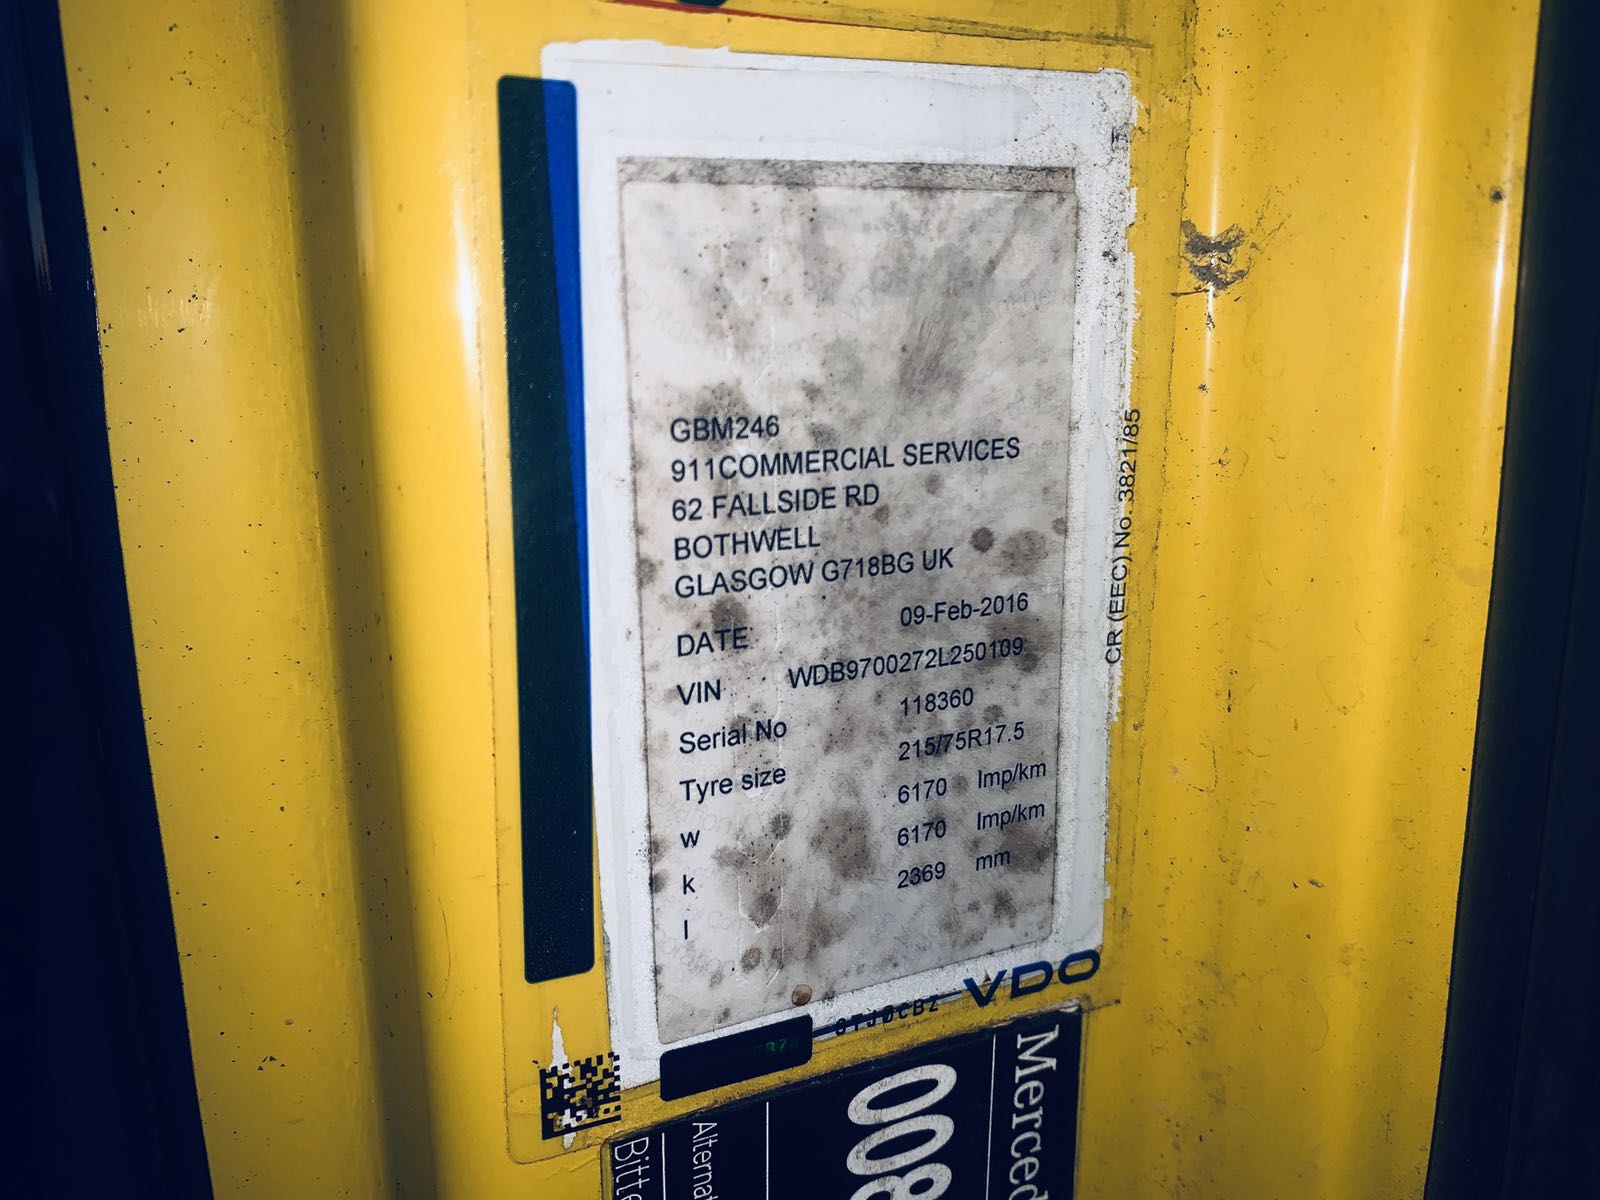 GBM246
911COMMERCIAL SERVICES
62 FALLSIDE RD
BOTHWELL
GLASGOW G718BG UK
DATE 09-Feb-2016
VIN WDB9700272L250109
Serial No 118360
Tyre size 215/75R17.5
w 6170 Imp/km
k 6170 Imp/km
l 2369 mm
CR (EEC) No. 3821/85
VDO
Merced
008
Alternat
Bitte